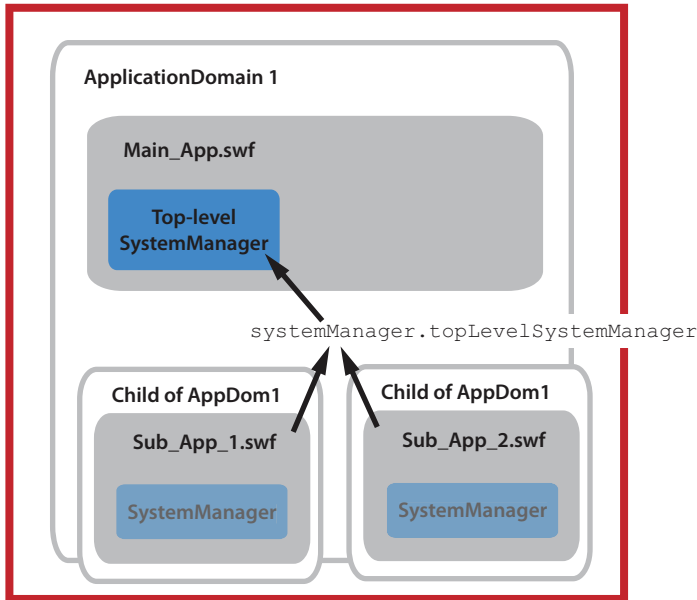 ApplicationDomain 1
Main_App.swf
Top-level
SystemManager
systemManager.topLevelSystemManager
Child of AppDom1
Sub_App_1.swf
SystemManager
Child of AppDom1
Sub_App_2.swf
SystemManager